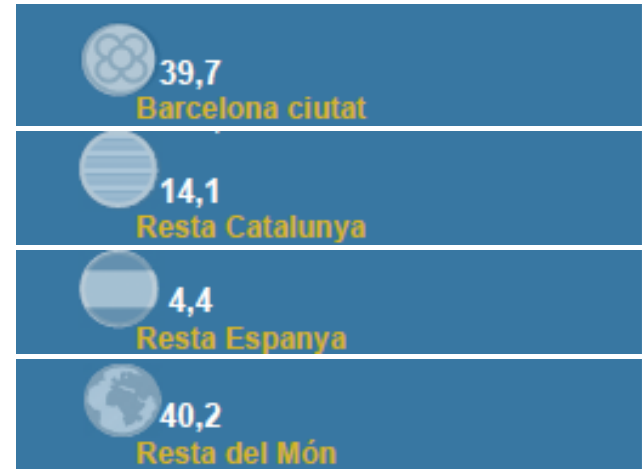 39,7
Barcelona ciutat
14,1
Resta Catalunya
4,4
Resta Espanya
40,2
Resta del Món